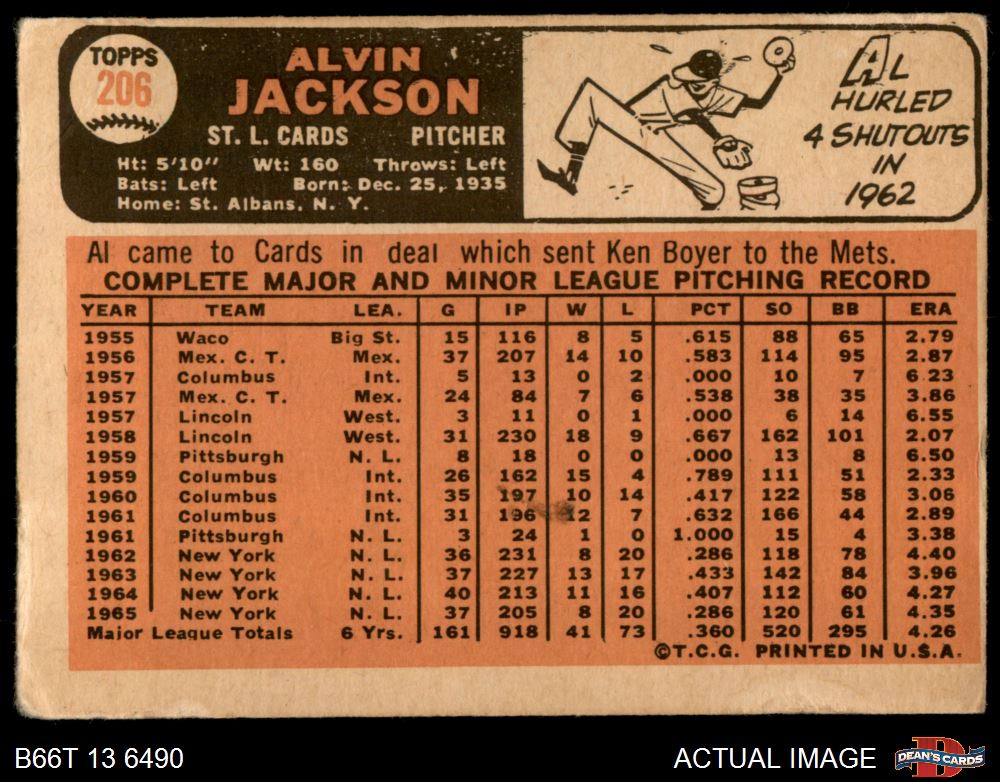 TOPPS
206
ALVIN
JACKSON
ST. L. CARDS PITCHER
Ht: 5'10" Wt: 160 Throws: Left
Bats: Left Born: Dec. 25, 1935
Home: St. Albans, N. Y.
AL
HURLED
4 SHUTOUTS
IN
1962
Al came to Cards in deal which sent Ken Boyer to the Mets.
COMPLETE MAJOR AND MINOR LEAGUE PITCHING RECORD
YEAR TEAM LEA. G IP W L PCT SO BB ERA
1955 Waco Big St. 15 116 8 5 .615 88 65 2.79
1956 Mex. C. T. Mex. 37 207 14 10 .583 114 95 2.87
1957 Columbus Int. 5 13 0 2 .000 10 7 6.23
1957 Mex. C. T. Mex. 24 84 7 6 .538 38 35 3.86
1957 Lincoln West. 3 11 0 1 .000 6 14 6.55
1958 Lincoln West. 31 230 18 9 .667 162 101 2.07
1959 Pittsburgh N. L. 8 18 0 0 .000 13 8 6.50
1959 Columbus Int. 26 162 15 4 .789 111 51 2.33
1960 Columbus Int. 35 197 10 14 .417 122 58 3.06
1961 Columbus Int. 31 196 12 7 .632 166 44 2.89
1961 Pittsburgh N. L. 3 24 1 0 1.000 15 4 3.38
1962 New York N. L. 36 231 8 20 .286 118 78 4.40
1963 New York N. L. 37 227 13 17 .433 142 84 3.96
1964 New York N. L. 40 213 11 16 .407 112 60 4.27
1965 New York N. L. 37 205 8 20 .286 120 61 4.35
Major League Totals 6 Yrs. 161 918 41 73 .360 520 295 4.26
©T.C.G. PRINTED IN U.S.A.
B66T 13 6490 ACTUAL IMAGE
D
DEAN'S CARDS